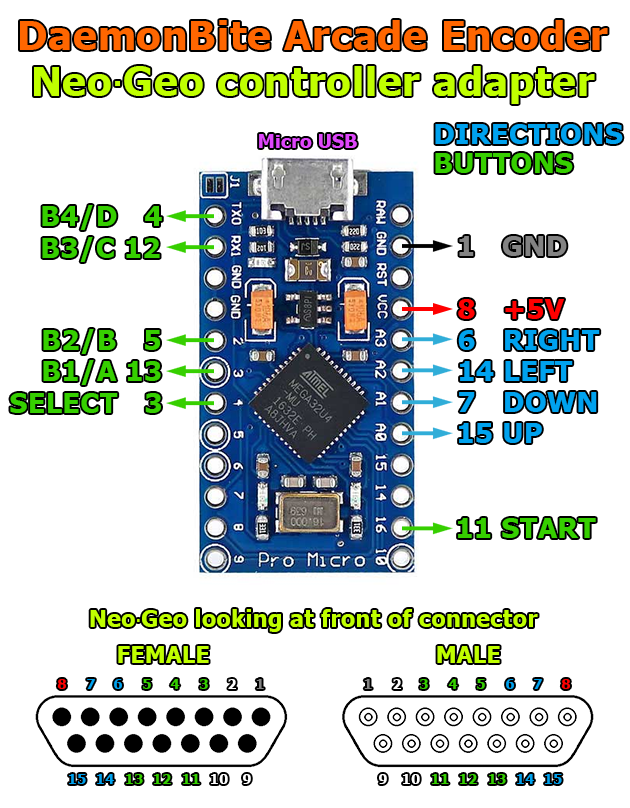 DaemonBite Arcade Encoder
Neo·Geo controller adapter
Micro USB
DIRECTIONS
BUTTONS
J1
B4/D 4 TXO RAW
B3/C 12 RX1 GND 1 GND
GND RST
GND VCC 8 +5V
B2/B 5 2 A3 6 RIGHT
B1/A 13 3 A2 14 LEFT
SELECT 3 4 A1 7 DOWN
5 A0 15 UP
6 15
7 14
8 16 11 START
9 10
ATMEL
MEGA32U4
MU
1632E PH
A8JHVA
16.000
639
Pro Micro
Neo·Geo looking at front of connector
FEMALE MALE
8 7 6 5 4 3 2 1
15 14 13 12 11 10 9
1 2 3 4 5 6 7 8
9 10 11 12 13 14 15